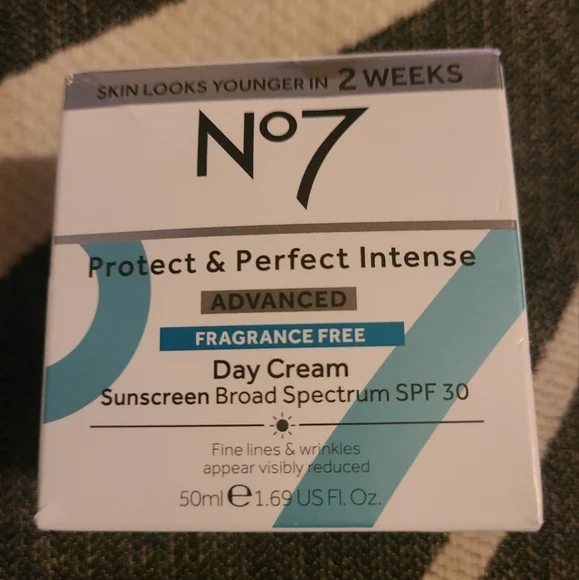 SKIN LOOKS YOUNGER IN 2 WEEKS
No7
Protect & Perfect Intense
ADVANCED
FRAGRANCE FREE
Day Cream
Sunscreen Broad Spectrum SPF 30
Fine lines & wrinkles
appear visibly reduced
50ml ℮ 1.69 US Fl. Oz.